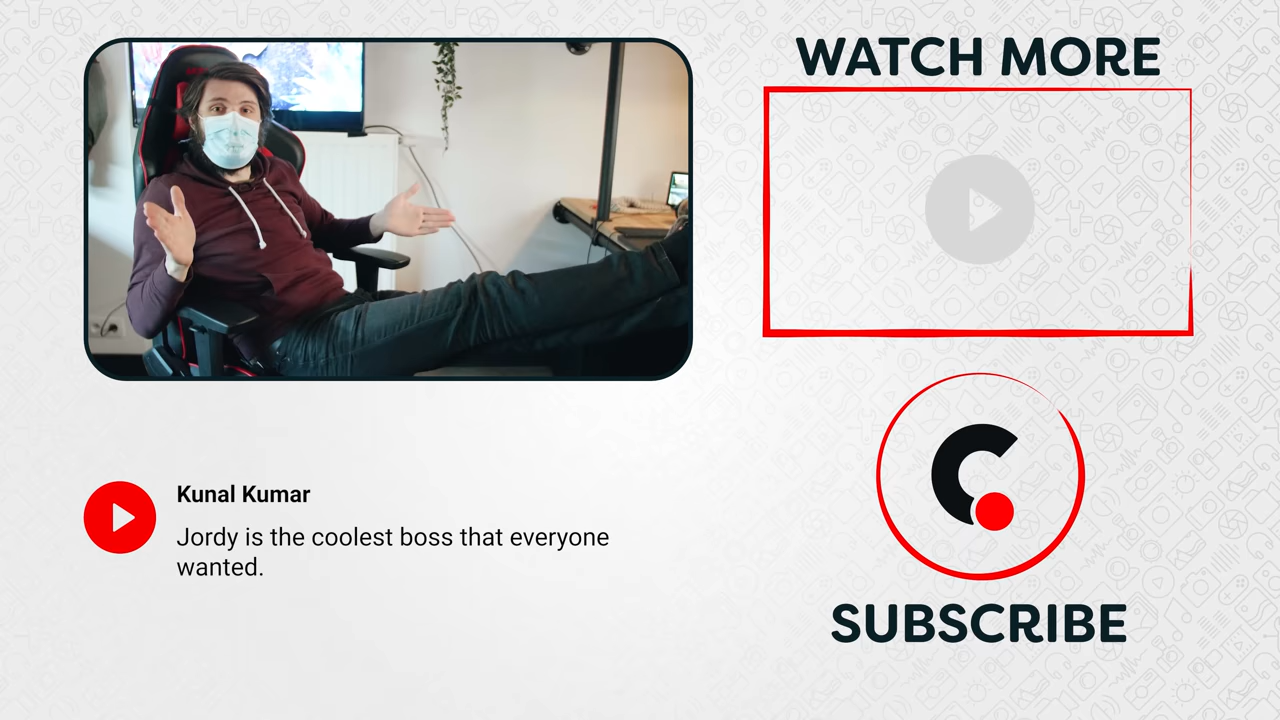 WATCH MORE
Kunal Kumar
Jordy is the coolest boss that everyone
wanted.
SUBSCRIBE